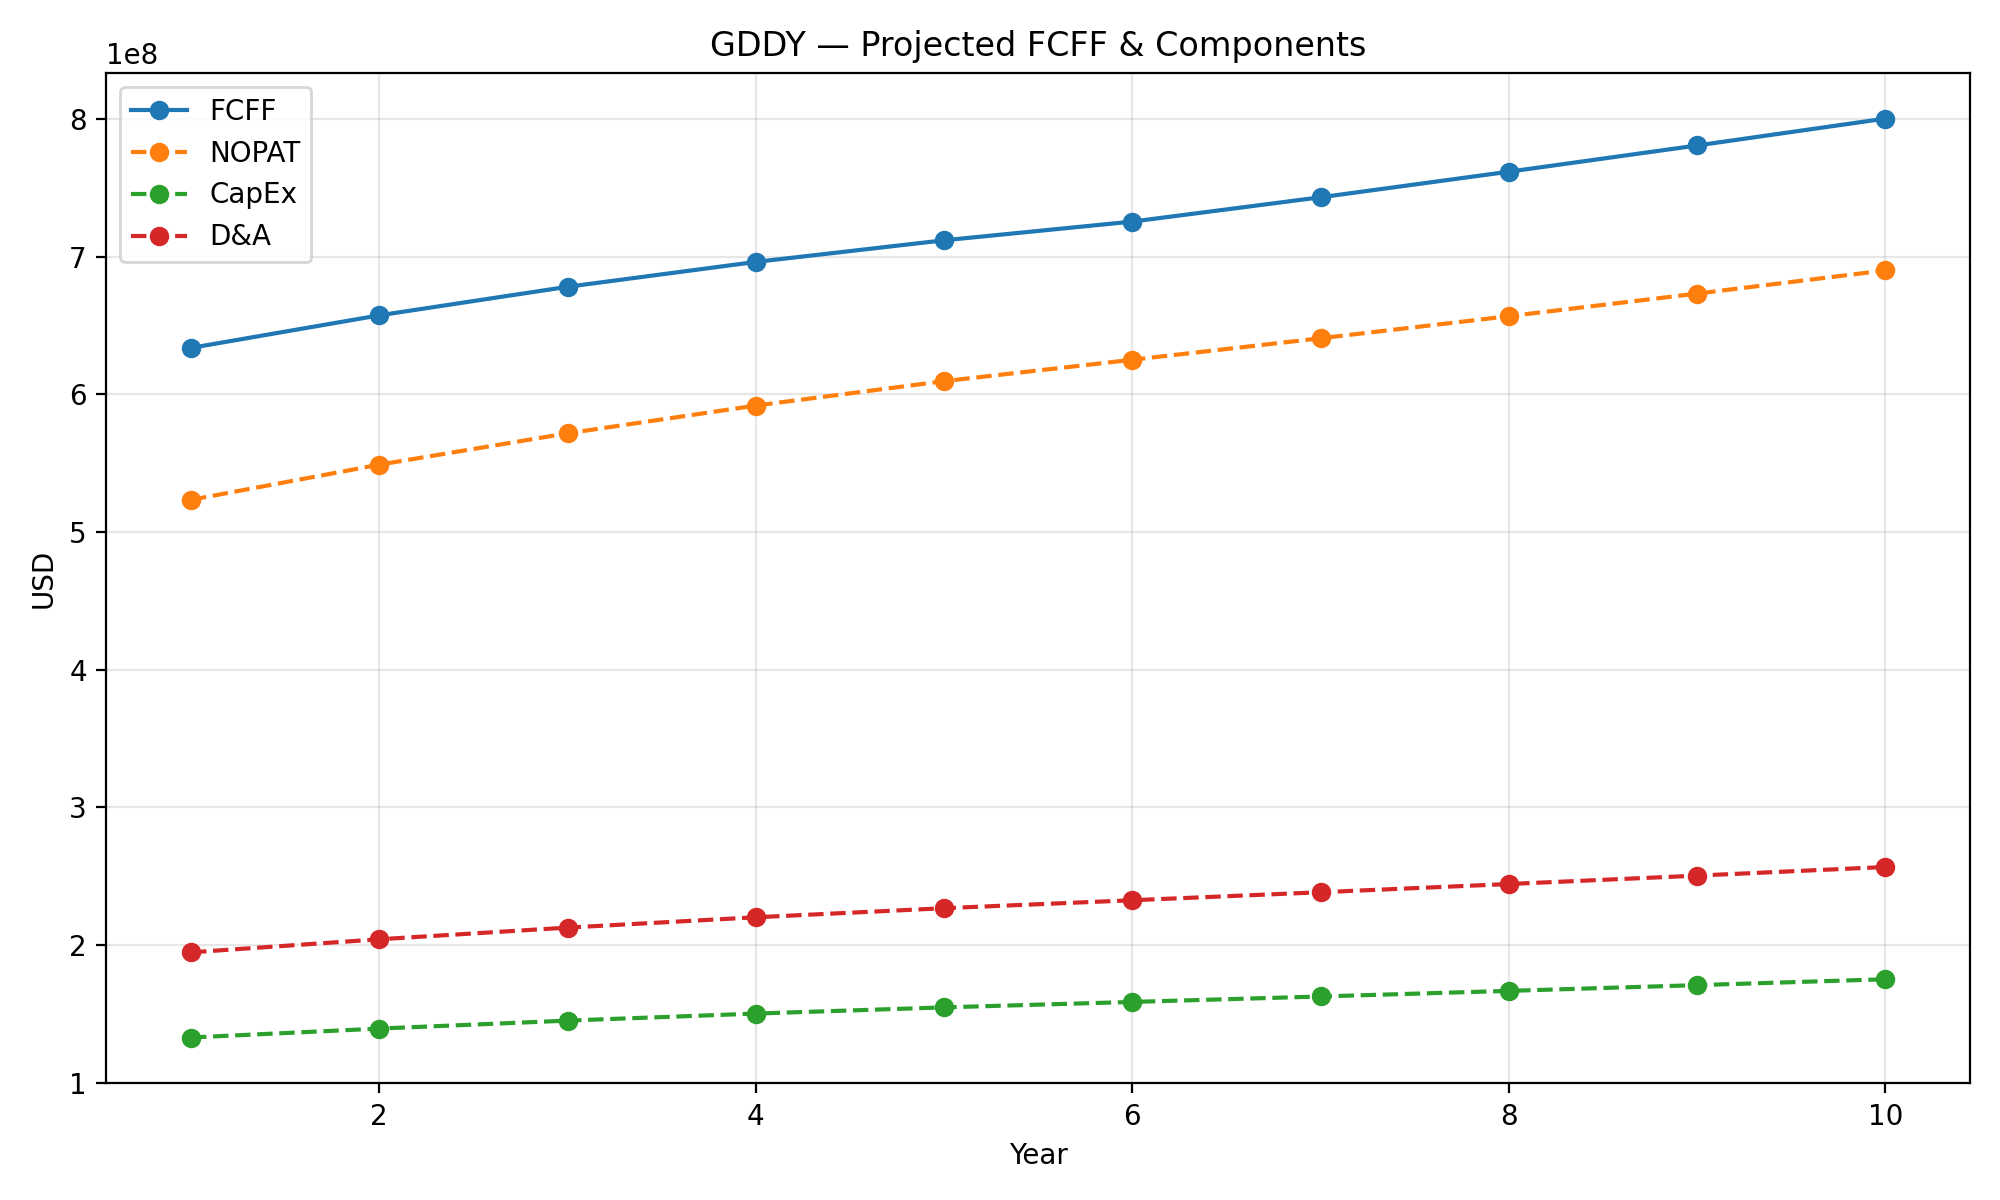 GDDY — Projected FCFF & Components
1e8
FCFF
NOPAT
CapEx
D&A
8
7
6
5
4
3
2
1
USD
2 4 6 8 10
Year